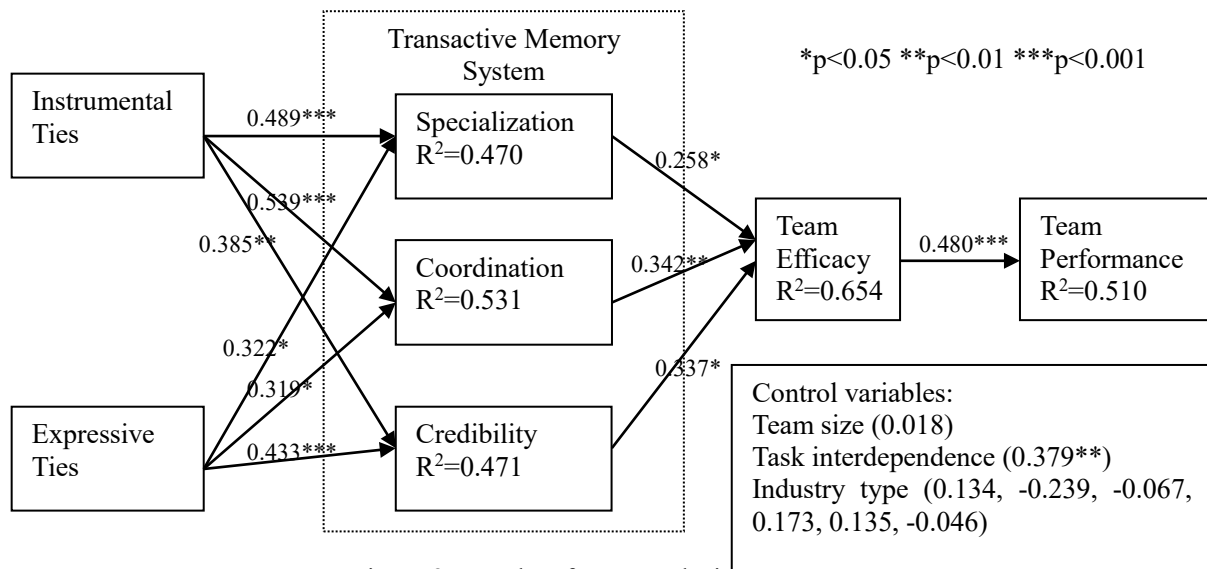 Transactive Memory
System
*p<0.05 **p<0.01 ***p<0.001
Instrumental
Ties
0.489***
Specialization
R²=0.470
0.258*
0.539***
0.385**
Coordination
R²=0.531
0.342**
Team
Efficacy
R²=0.654
0.480***
Team
Performance
R²=0.510
0.322*
0.319*
0.337*
Expressive
Ties
0.433***
Credibility
R²=0.471
Control variables:
Team size (0.018)
Task interdependence (0.379**)
Industry type (0.134, -0.239, -0.067,
0.173, 0.135, -0.046)